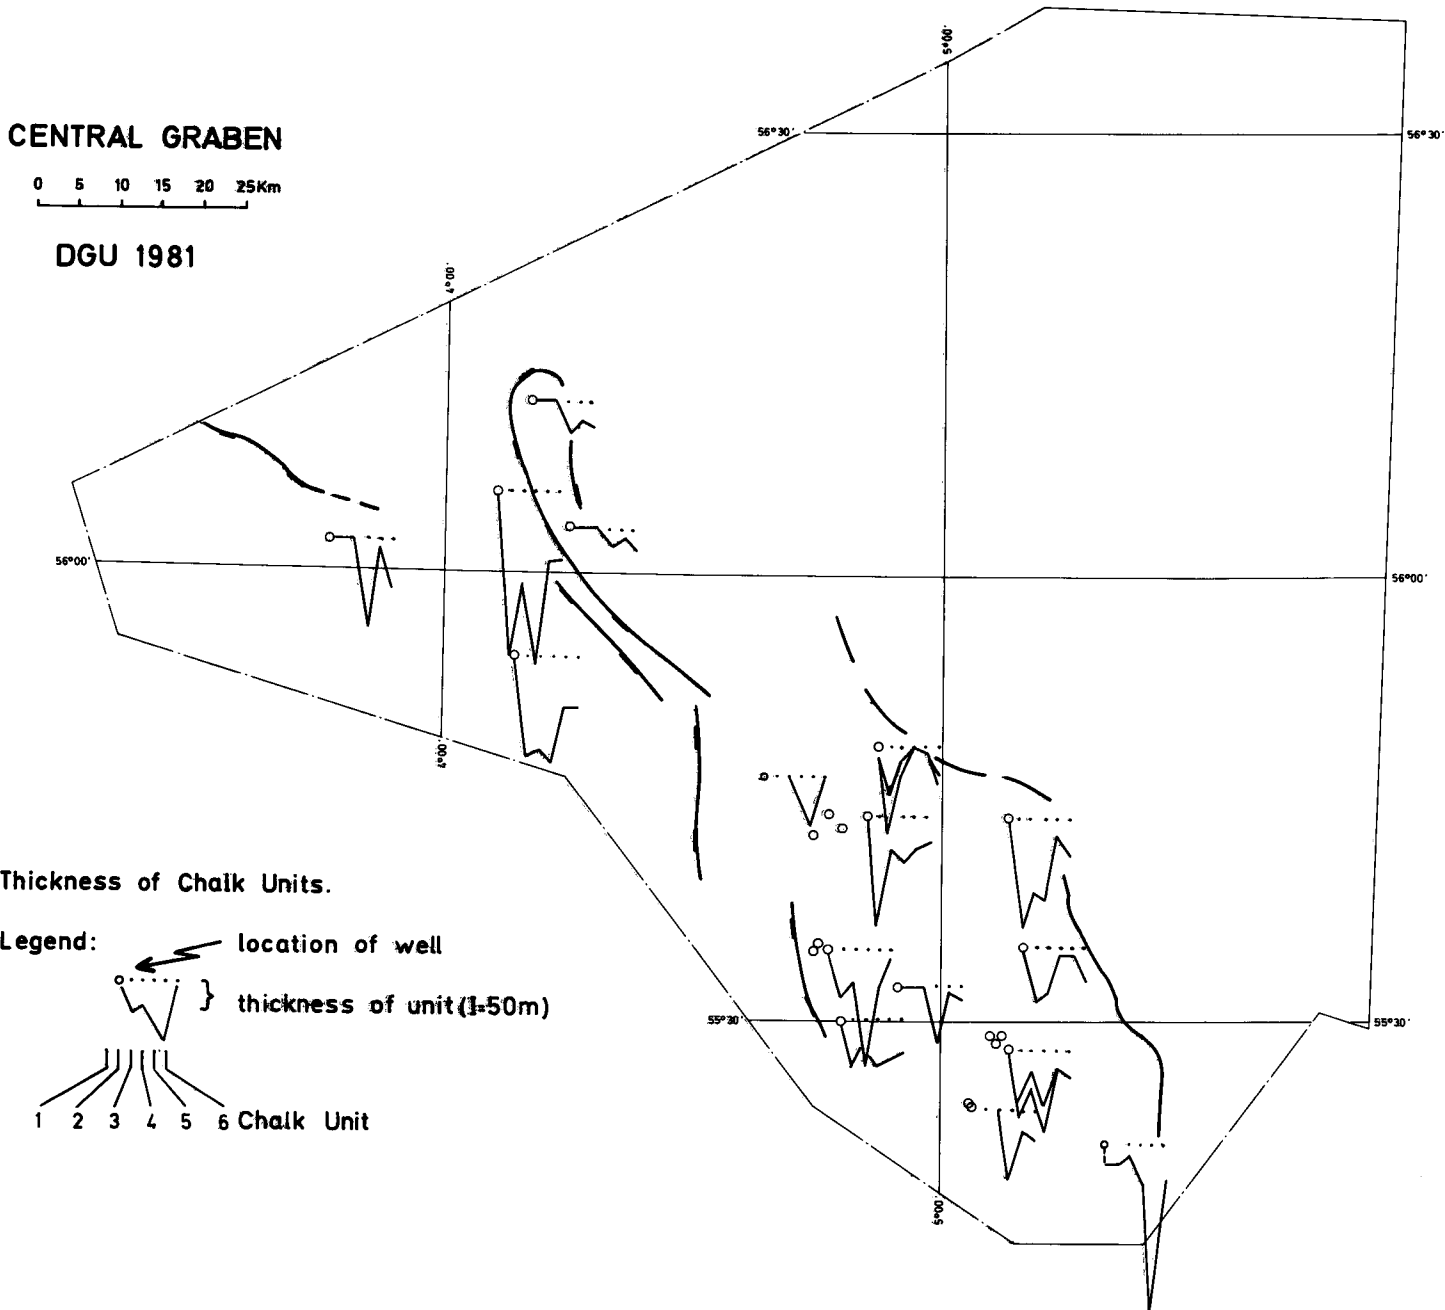 5°00'
56°30'
56°30'
CENTRAL GRABEN
0 5 10 15 20 25Km
DGU 1981
4°00'
56°00'
56°00'
4°00'
Thickness of Chalk Units.
Legend:
location of well
} thickness of unit (I=50m)
55°30'
55°30'
1 2 3 4 5 6 Chalk Unit
5°00'